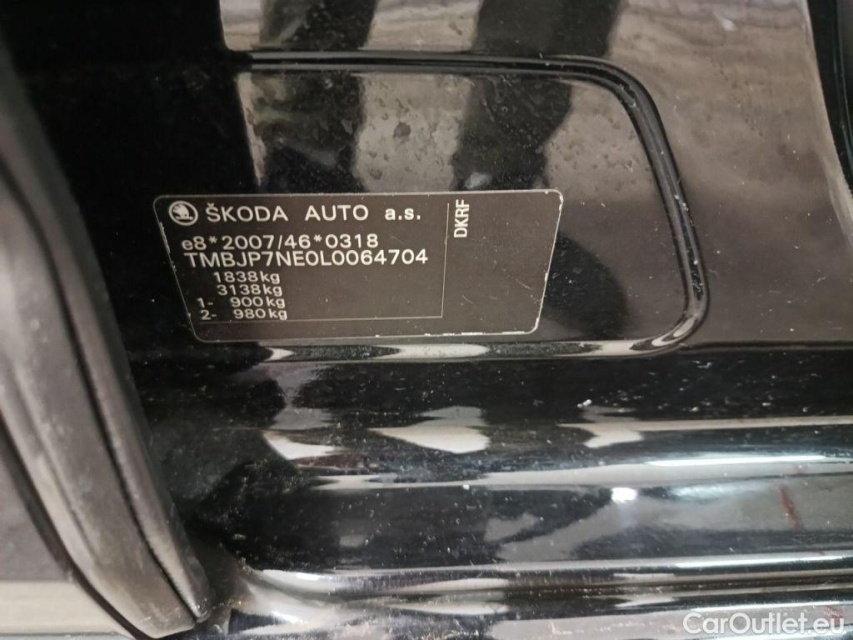 ŠKODA AUTO a.s.
DKRF
e8*2007/46*0318
TMBJP7NE0L0064704
1838kg
3138kg
1- 900kg
2- 980kg
CarOutlet.eu